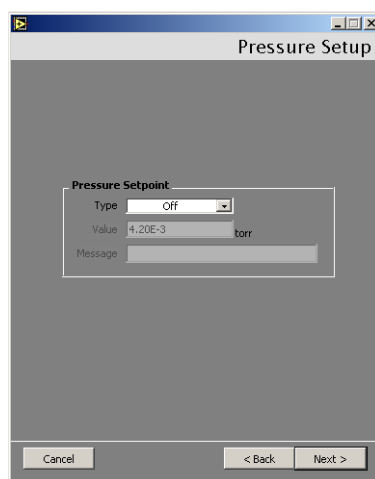 Pressure Setup
Pressure Setpoint
Type Off
Value 4.20E-3 torr
Message
Cancel < Back Next >